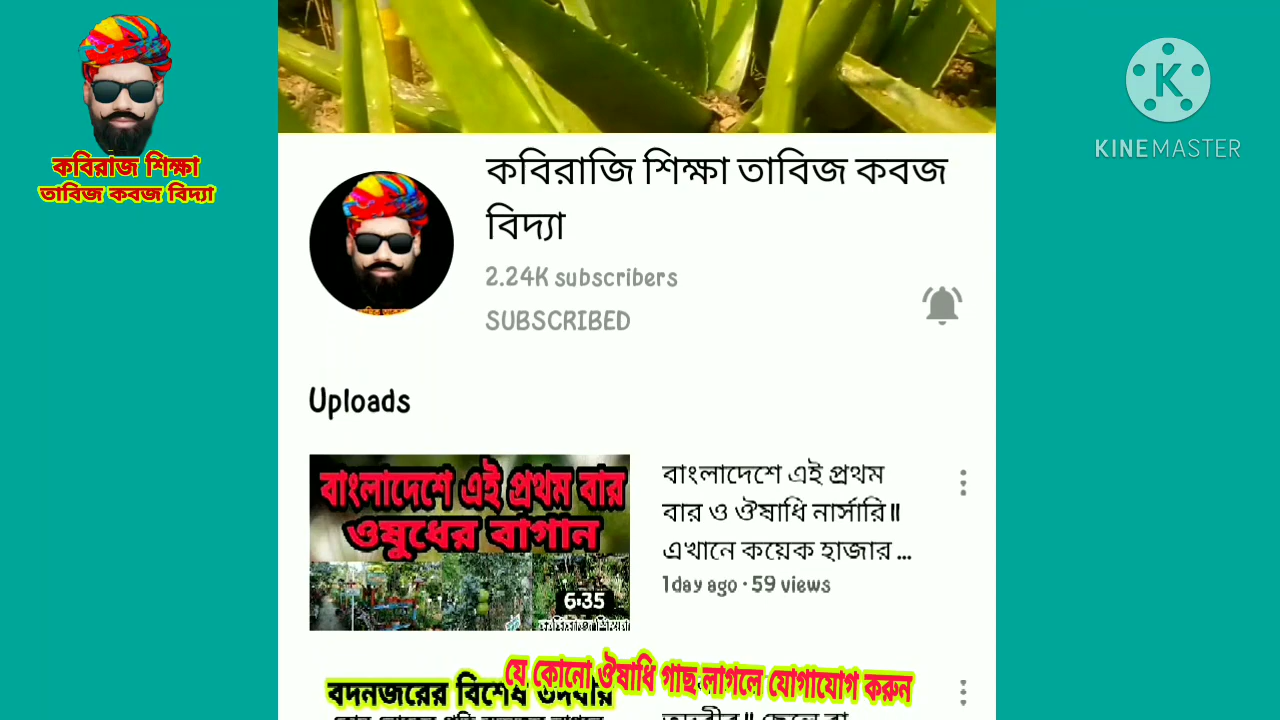 কবিরাজ শিক্ষা
তাবিজ কবজ বিদ্যা
KINEMASTER
কবিরাজি শিক্ষা তাবিজ কবজ
বিদ্যা
2.24K subscribers
SUBSCRIBED
Uploads
বাংলাদেশে এই প্রথম বার
ওষুধের বাগান
6:35
বাংলাদেশে এই প্রথম
বার ও ঔষাধি নার্সারি॥
এখানে কয়েক হাজার ...
1 day ago · 59 views
বদনজরের বিশেষ
যে কোনো ঔষাধি গাছ লাগলে যোগাযোগ করুন